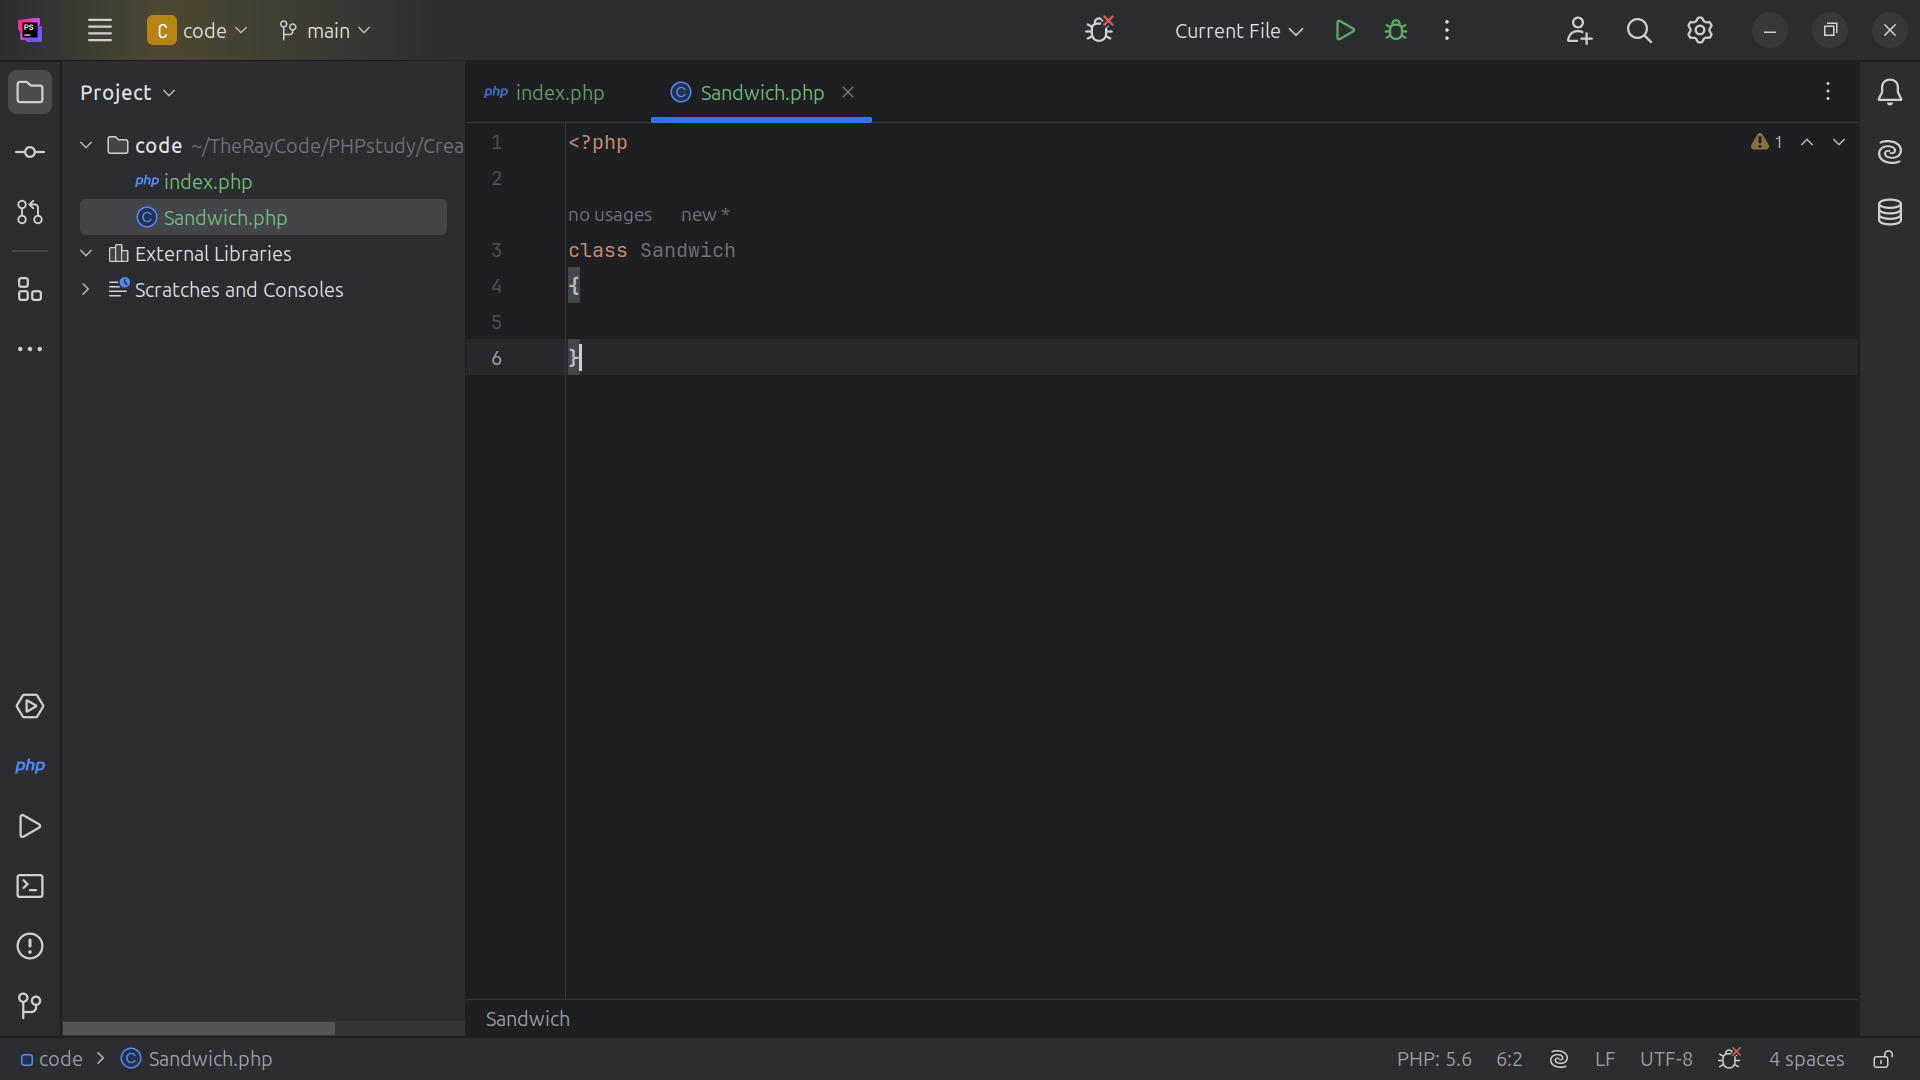 PS
C code main Current File
Project
code ~/TheRayCode/PHPstudy/Crea
php index.php
C Sandwich.php
External Libraries
Scratches and Consoles
php index.php C Sandwich.php
1 <?php 1
2
no usages new *
3 class Sandwich
4 {
5
6 }
php
Sandwich
code > C Sandwich.php PHP: 5.6 6:2 LF UTF-8 4 spaces